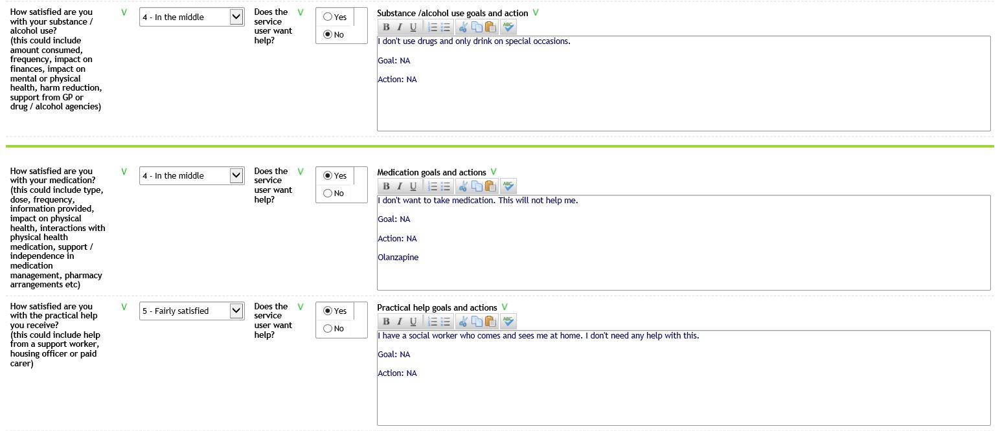 How satisfied are you
with your substance /
alcohol use?
(this could include
amount consumed,
frequency, impact on
finances, impact on
mental or physical
health, harm reduction,
support from GP or
drug / alcohol agencies)
V
4 - In the middle
Does the
service
user want
help?
V
Yes
No
Substance /alcohol use goals and action V
B I U ABC
I don't use drugs and only drink on special occasions.
Goal: NA
Action: NA
How satisfied are you
with your medication?
(this could include type,
dose, frequency,
information provided,
impact on physical
health, interactions with
physical health
medication, support /
independence in
medication
management, pharmacy
arrangements etc)
V
4 - In the middle
Does the
service
user want
help?
V
Yes
No
Medication goals and actions V
B I U ABC
I don't want to take medication. This will not help me.
Goal: NA
Action: NA
Olanzapine
How satisfied are you
with the practical help
you receive?
(this could include help
from a support worker,
housing officer or paid
carer)
V
5 - Fairly satisfied
Does the
service
user want
help?
V
Yes
No
Practical help goals and actions V
B I U ABC
I have a social worker who comes and sees me at home. I don't need any help with this.
Goal: NA
Action: NA